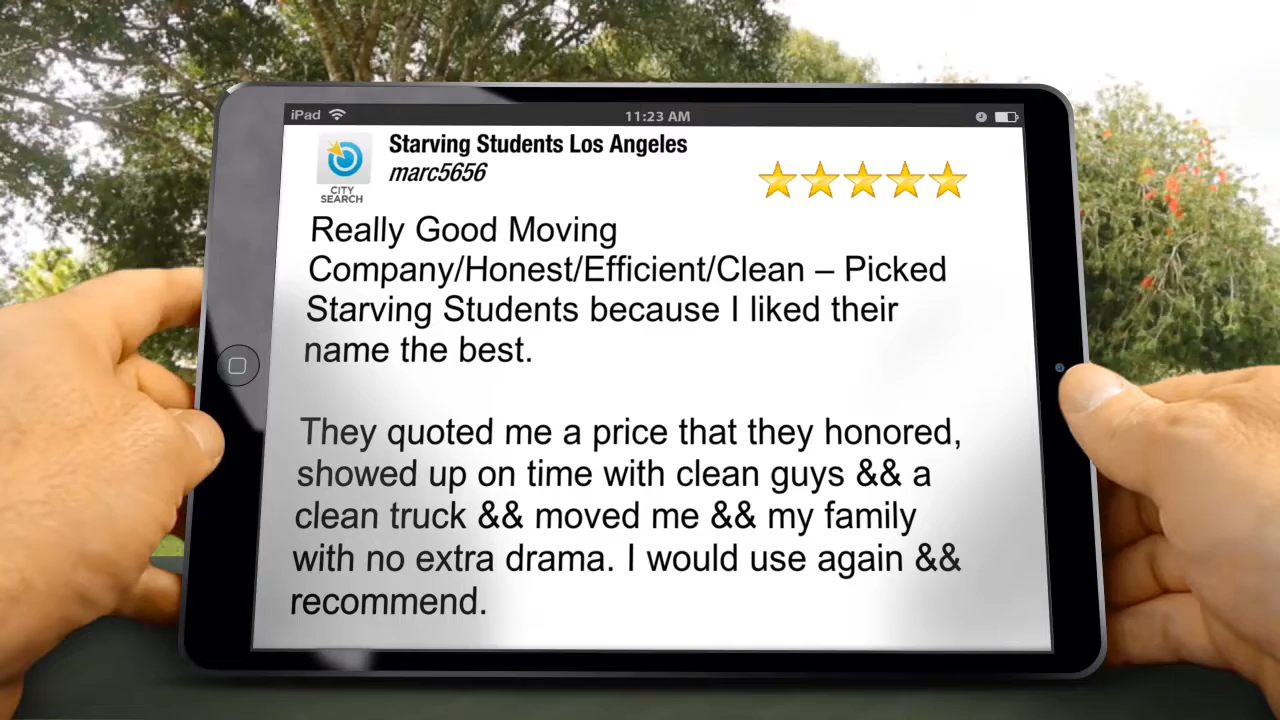 iPad 11:23 AM
Starving Students Los Angeles
marc5656
CITY
SEARCH
Really Good Moving
Company/Honest/Efficient/Clean – Picked
Starving Students because I liked their
name the best.
They quoted me a price that they honored,
showed up on time with clean guys && a
clean truck && moved me && my family
with no extra drama. I would use again &&
recommend.